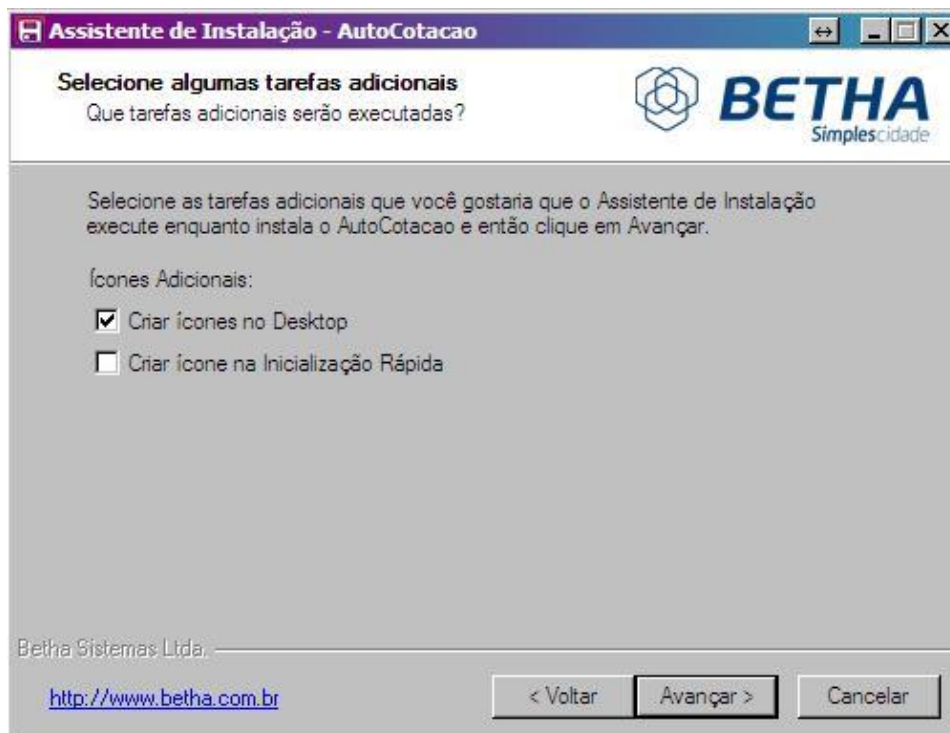 Assistente de Instalação - AutoCotacao
Selecione algumas tarefas adicionais
Que tarefas adicionais serão executadas?
BETHA
Simplescidade
Selecione as tarefas adicionais que você gostaria que o Assistente de Instalação
execute enquanto instala o AutoCotacao e então clique em Avançar.
Ícones Adicionais:
Criar ícones no Desktop
Criar ícone na Inicialização Rápida
Betha Sistemas Ltda.
http://www.betha.com.br
< Voltar
Avançar >
Cancelar